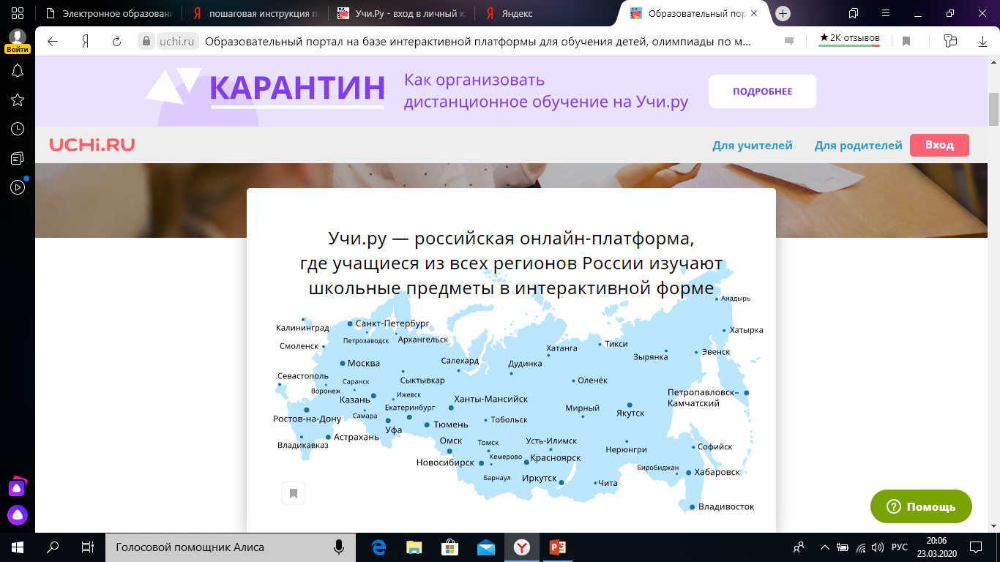 Электронное образовани
пошаговая инструкция п
Учи.Ру - вход в личный к
Яндекс
Образовательный пор
Войти
uchi.ru
Образовательный портал на базе интерактивной платформы для обучения детей, олимпиады по м...
★2К отзывов
КАРАНТИН
Как организовать
дистанционное обучение на Учи.ру
ПОДРОБНЕЕ
UCHi.RU
Для учителей
Для родителей
Вход
Учи.ру — российская онлайн-платформа,
где учащиеся из всех регионов России изучают
школьные предметы в интерактивной форме
Анадырь
Калининград
Санкт-Петербург
Хатырка
Смоленск
Петрозаводск
Архангельск
Хатанга
Тикси
Зырянка
Эвенск
Москва
Салехард
Дудинка
Севастополь
Саранск
Сыктывкар
Оленёк
Воронеж
Казань
Ижевск
Ханты-Мансийск
Петропавловск–
Камчатский
Екатеринбург
Мирный
Якутск
Ростов-на-Дону
Самара
Уфа
Тюмень
Тобольск
Владикавказ
Астрахань
Омск
Томск
Усть-Илимск
Нерюнгри
Софийск
Новосибирск
Кемерово
Красноярск
Биробиджан
Хабаровск
Барнаул
Иркутск
Чита
Владивосток
Помощь
Голосовой помощник Алиса
РУС
20:06
23.03.2020